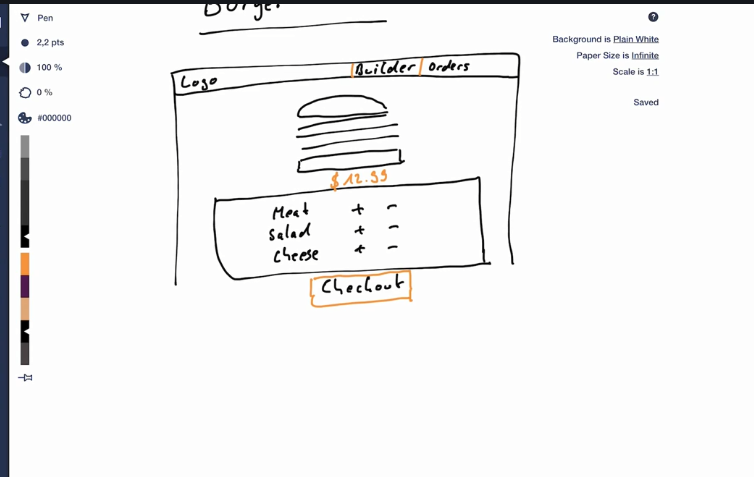 Pen
2,2 pts
100 %
0 %
#000000
Background is Plain White
Paper Size is Infinite
Scale is 1:1
Saved
Logo
Builder
Orders
$12.99
Meat + -
Salad + -
Cheese + -
Checkout